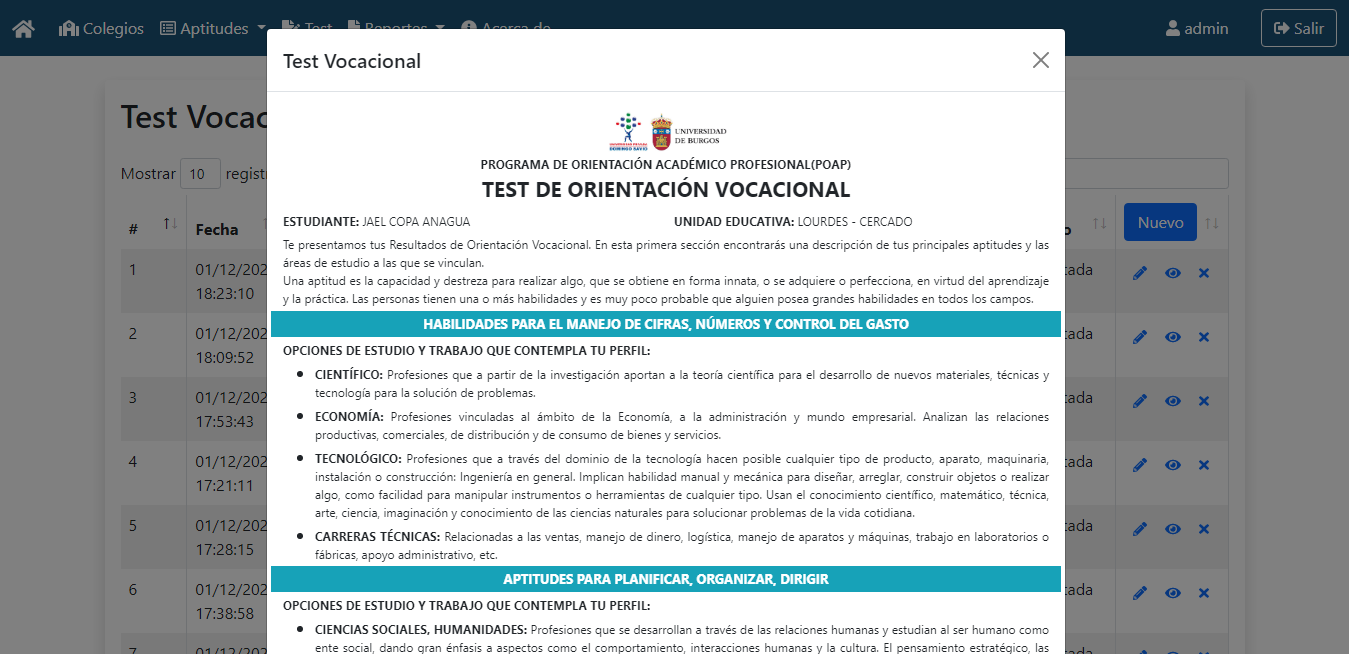 Colegios Aptitudes Test Reportes Acerca de admin Salir
Test Vocacional
Test Vocac
Mostrar 10 registr
# Fecha Nuevo
1 01/12/202
18:23:10
2 01/12/202
18:09:52
3 01/12/202
17:53:43
4 01/12/202
17:21:11
5 01/12/202
17:28:15
6 01/12/202
17:38:58
7 01/12/202
UNIVERSIDAD PRIVADA
DOMINGO SAVIO
UNIVERSIDAD
DE BURGOS
PROGRAMA DE ORIENTACIÓN ACADÉMICO PROFESIONAL(POAP)
TEST DE ORIENTACIÓN VOCACIONAL
ESTUDIANTE: JAEL COPA ANAGUA UNIDAD EDUCATIVA: LOURDES - CERCADO
Te presentamos tus Resultados de Orientación Vocacional. En esta primera sección encontrarás una descripción de tus principales aptitudes y las
áreas de estudio a las que se vinculan.
Una aptitud es la capacidad y destreza para realizar algo, que se obtiene en forma innata, o se adquiere o perfecciona, en virtud del aprendizaje
y la práctica. Las personas tienen una o más habilidades y es muy poco probable que alguien posea grandes habilidades en todos los campos.
HABILIDADES PARA EL MANEJO DE CIFRAS, NÚMEROS Y CONTROL DEL GASTO
OPCIONES DE ESTUDIO Y TRABAJO QUE CONTEMPLA TU PERFIL:
• CIENTÍFICO: Profesiones que a partir de la investigación aportan a la teoría científica para el desarrollo de nuevos materiales, técnicas y
tecnología para la solución de problemas.
• ECONOMÍA: Profesiones vinculadas al ámbito de la Economía, a la administración y mundo empresarial. Analizan las relaciones
productivas, comerciales, de distribución y de consumo de bienes y servicios.
• TECNOLÓGICO: Profesiones que a través del dominio de la tecnología hacen posible cualquier tipo de producto, aparato, maquinaria,
instalación o construcción: Ingeniería en general. Implican habilidad manual y mecánica para diseñar, arreglar, construir objetos o realizar
algo, como facilidad para manipular instrumentos o herramientas de cualquier tipo. Usan el conocimiento científico, matemático, técnica,
arte, ciencia, imaginación y conocimiento de las ciencias naturales para solucionar problemas de la vida cotidiana.
• CARRERAS TÉCNICAS: Relacionadas a las ventas, manejo de dinero, logística, manejo de aparatos y máquinas, trabajo en laboratorios o
fábricas, apoyo administrativo, etc.
APTITUDES PARA PLANIFICAR, ORGANIZAR, DIRIGIR
OPCIONES DE ESTUDIO Y TRABAJO QUE CONTEMPLA TU PERFIL:
• CIENCIAS SOCIALES, HUMANIDADES: Profesiones que se desarrollan a través de las relaciones humanas y estudian al ser humano como
ente social, dando gran énfasis a aspectos como el comportamiento, interacciones humanas y la cultura. El pensamiento estratégico, las